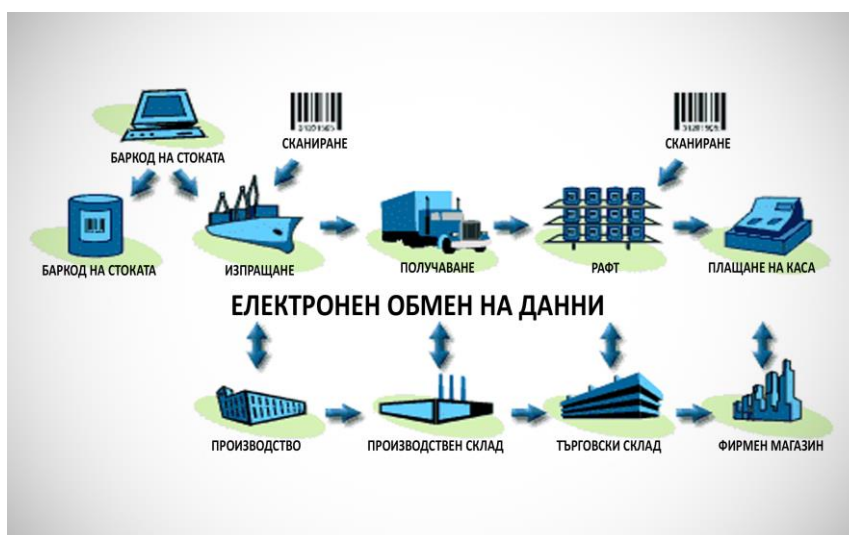 СКАНИРАНЕ
СКАНИРАНЕ
БАРКОД НА СТОКАТА
БАРКОД НА СТОКАТА
ИЗПРАЩАНЕ
ПОЛУЧАВАНЕ
РАФТ
ПЛАЩАНЕ НА КАСА
ЕЛЕКТРОНЕН ОБМЕН НА ДАННИ
ПРОИЗВОДСТВО
ПРОИЗВОДСТВЕН СКЛАД
ТЪРГОВСКИ СКЛАД
ФИРМЕН МАГАЗИН